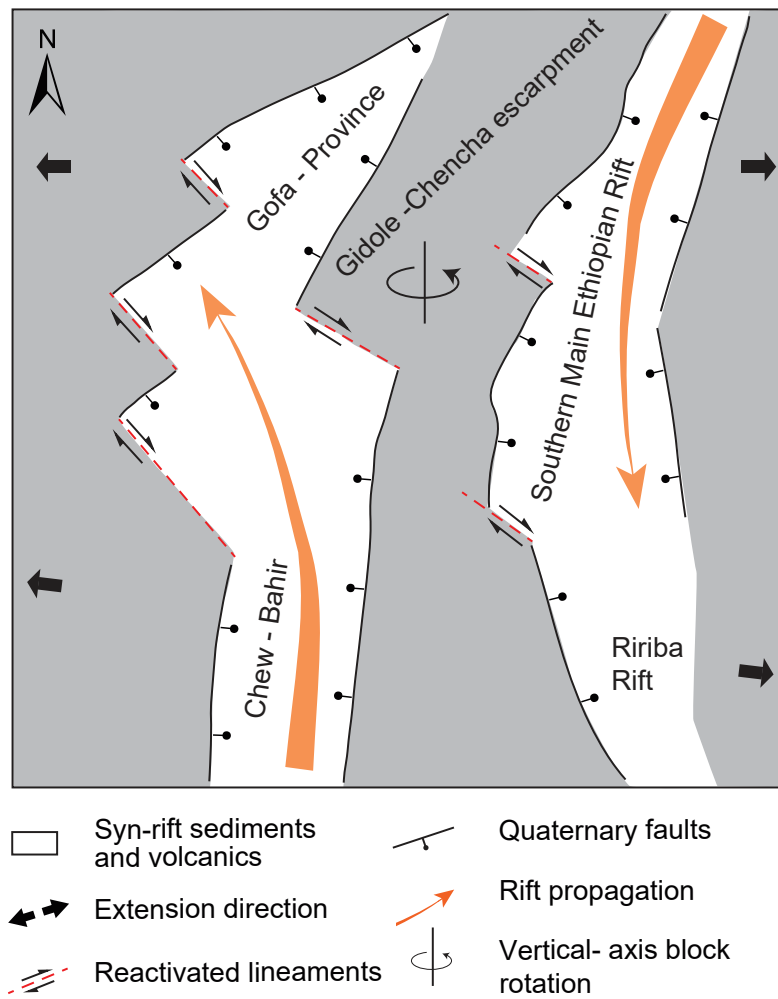 N
Gofa - Province
Gidole -Chencha escarpment
Southern Main Ethiopian Rift
Chew - Bahir
Ririba
Rift
Syn-rift sediments
and volcanics
Quaternary faults
Extension direction
Rift propagation
Reactivated lineaments
Vertical- axis block
rotation